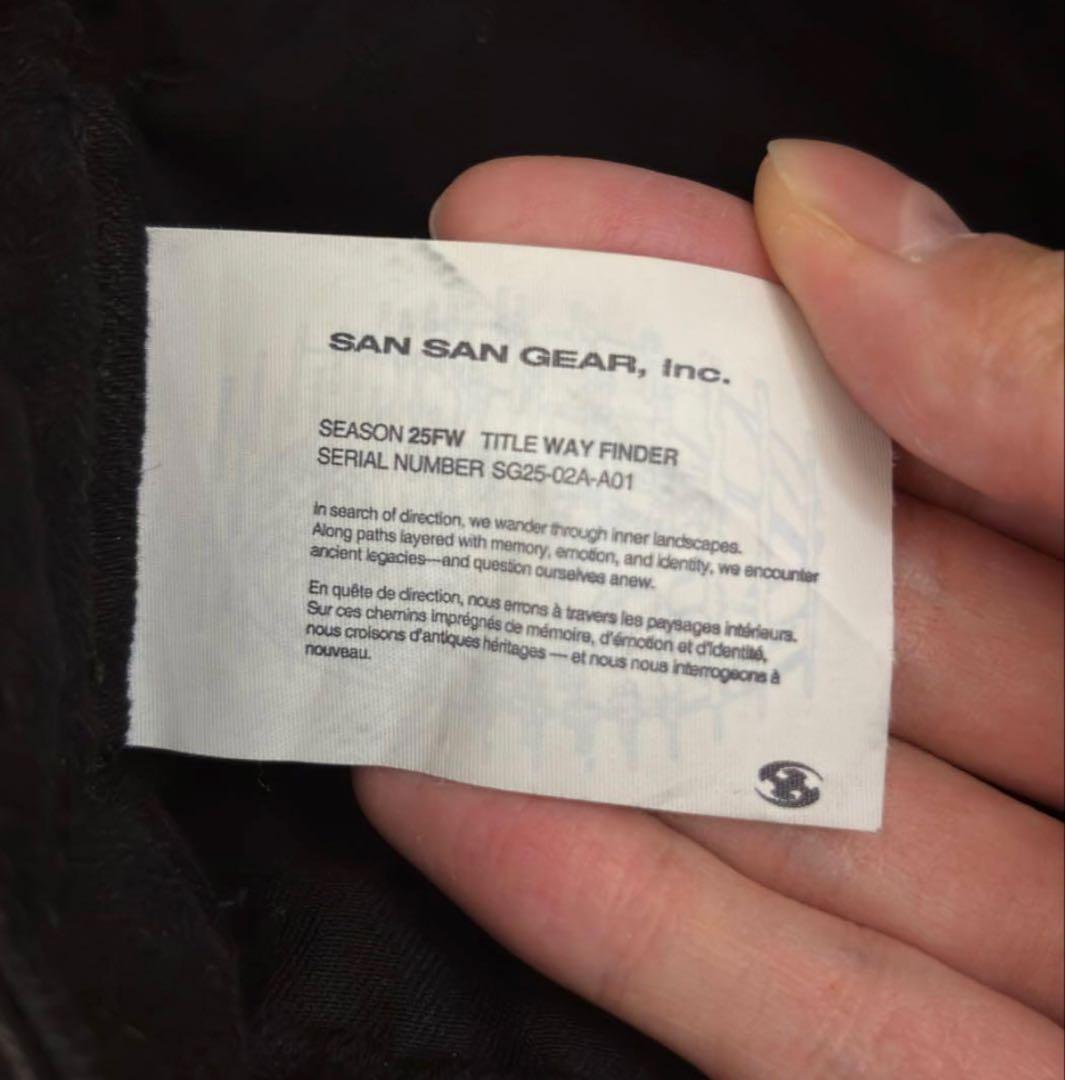 SAN SAN GEAR, Inc.
SEASON 25FW TITLE WAY FINDER
SERIAL NUMBER SG25-02A-A01
In search of direction, we wander through inner landscapes.
Along paths layered with memory, emotion, and identity, we encounter
ancient legacies—and question ourselves anew.
En quête de direction, nous errons à travers les paysages intérieurs.
Sur ces chemins imprégnés de mémoire, d'émotion et d'identité,
nous croisons d'antiques héritages — et nous nous interrogeons à
nouveau.